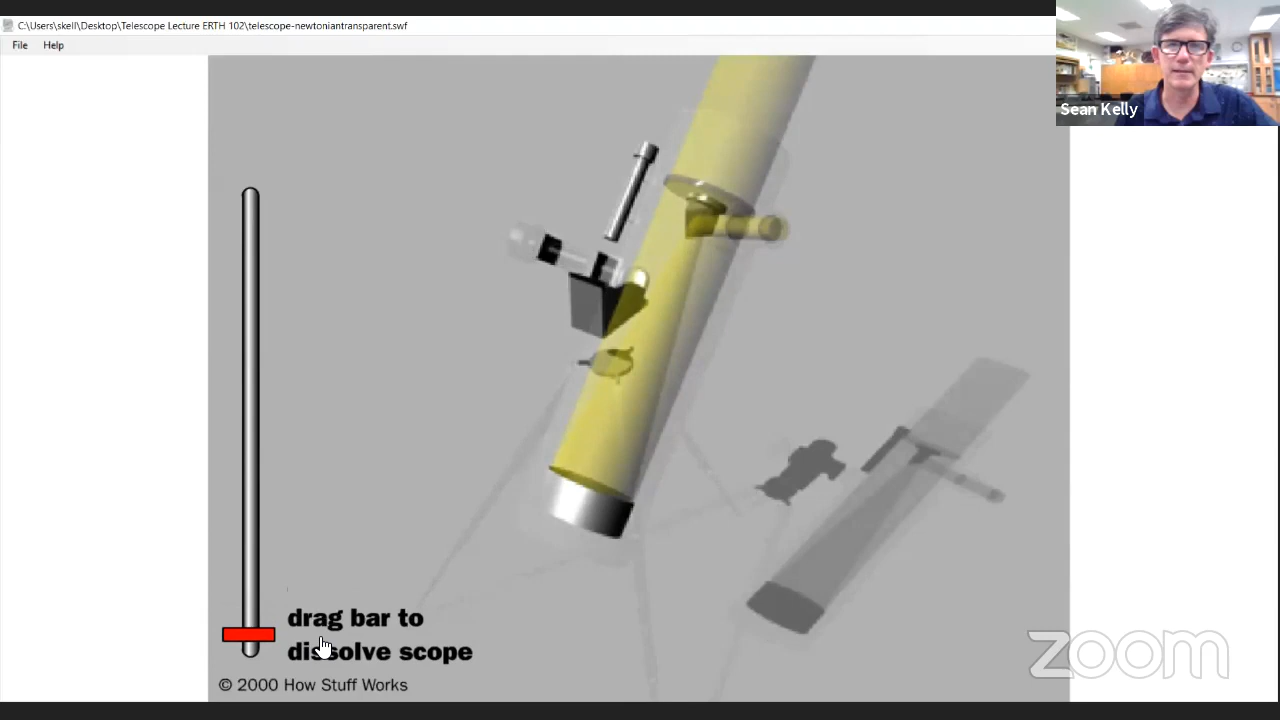 C:\Users\skell\Desktop\Telescope Lecture ERTH 102\telescope-newtoniantransparent.swf
File Help
Sean Kelly
drag bar to
dissolve scope
© 2000 How Stuff Works
zoom